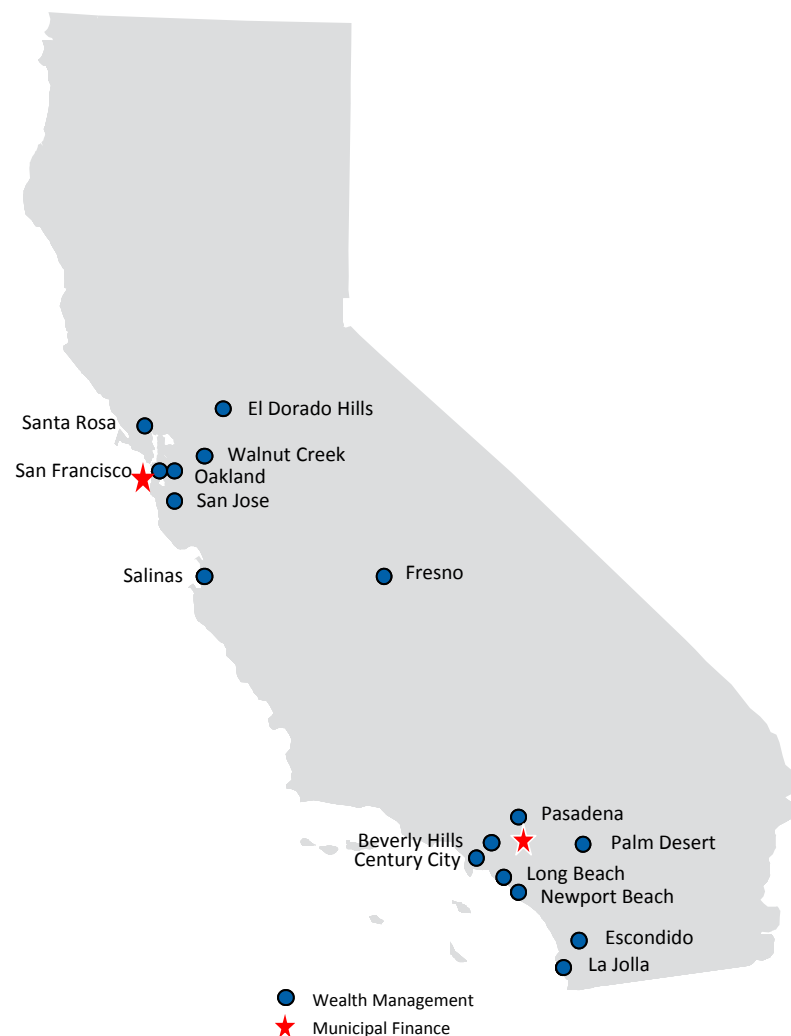 El Dorado Hills
Santa Rosa
Walnut Creek
San Francisco
Oakland
San Jose
Salinas
Fresno
Pasadena
Beverly Hills
Palm Desert
Century City
Long Beach
Newport Beach
Escondido
La Jolla
Wealth Management
Municipal Finance